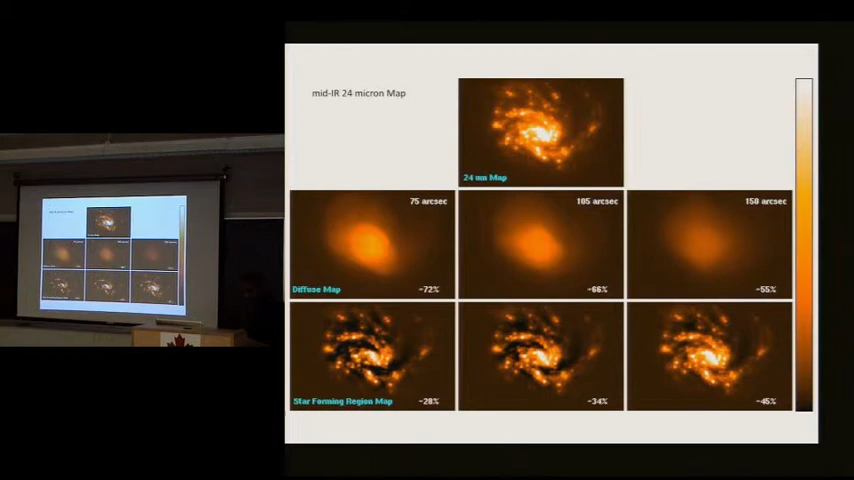 mid-IR 24 micron Map
24 um Map
75 arcsec
105 arcsec
150 arcsec
Diffuse Map
~72%
~66%
~55%
Star Forming Region Map
~28%
~34%
~45%